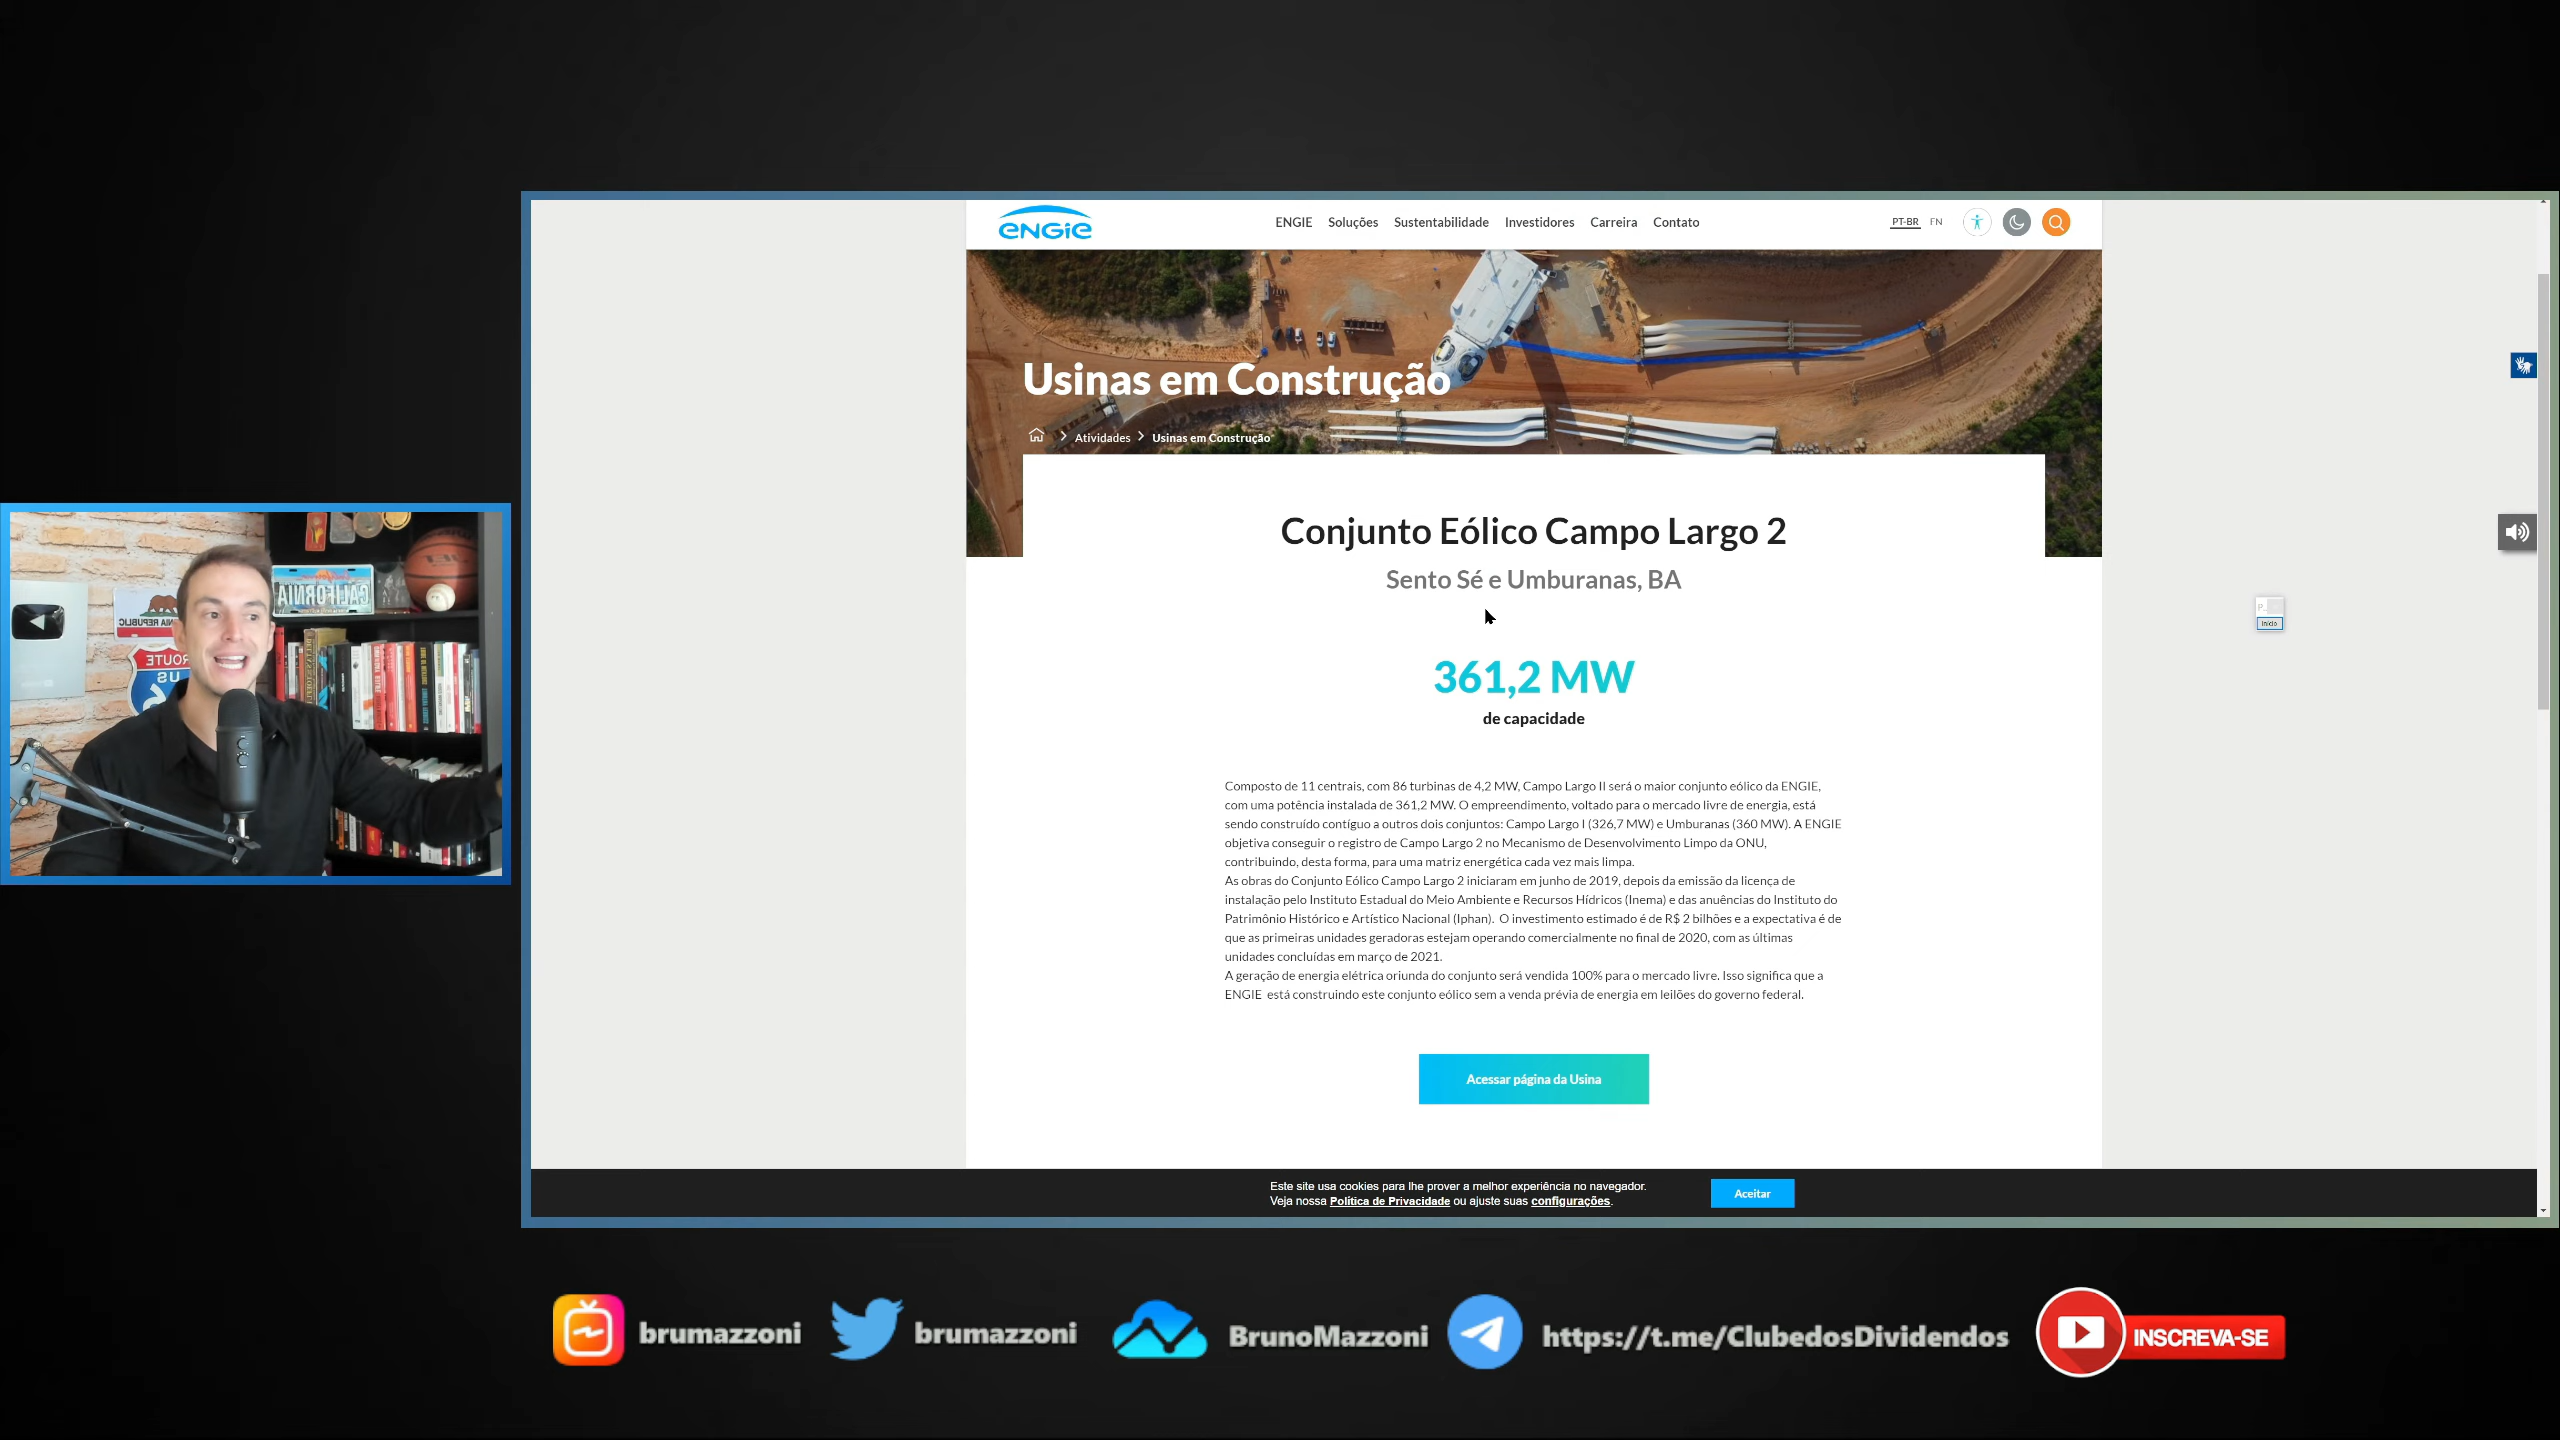 ENGIE
ENGIE Soluções Sustentabilidade Investidores Carreira Contato
PT-BR EN
Usinas em Construção
Atividades > Usinas em Construção
Conjunto Eólico Campo Largo 2
Sento Sé e Umburanas, BA
361,2 MW
de capacidade
Composto de 11 centrais, com 86 turbinas de 4,2 MW, Campo Largo II será o maior conjunto eólico da ENGIE,
com uma potência instalada de 361,2 MW. O empreendimento, voltado para o mercado livre de energia, está
sendo construído contíguo a outros dois conjuntos: Campo Largo I (326,7 MW) e Umburanas (360 MW). A ENGIE
objetiva conseguir o registro de Campo Largo 2 no Mecanismo de Desenvolvimento Limpo da ONU,
contribuindo, desta forma, para uma matriz energética cada vez mais limpa.
As obras do Conjunto Eólico Campo Largo 2 iniciaram em junho de 2019, depois da emissão da licença de
instalação pelo Instituto Estadual do Meio Ambiente e Recursos Hídricos (Inema) e das anuências do Instituto do
Patrimônio Histórico e Artístico Nacional (Iphan). O investimento estimado é de R$ 2 bilhões e a expectativa é de
que as primeiras unidades geradoras estejam operando comercialmente no final de 2020, com as últimas
unidades concluídas em março de 2021.
A geração de energia elétrica oriunda do conjunto será vendida 100% para o mercado livre. Isso significa que a
ENGIE está construindo este conjunto eólico sem a venda prévia de energia em leilões do governo federal.
Acessar página da Usina
Início
Este site usa cookies para lhe prover a melhor experiência no navegador.
Veja nossa Política de Privacidade ou ajuste suas configurações.
Aceitar
CALIFORNIA
ROUTE
US
brumazzoni
brumazzoni
BrunoMazzoni
https://t.me/ClubedosDividendos
INSCREVA-SE